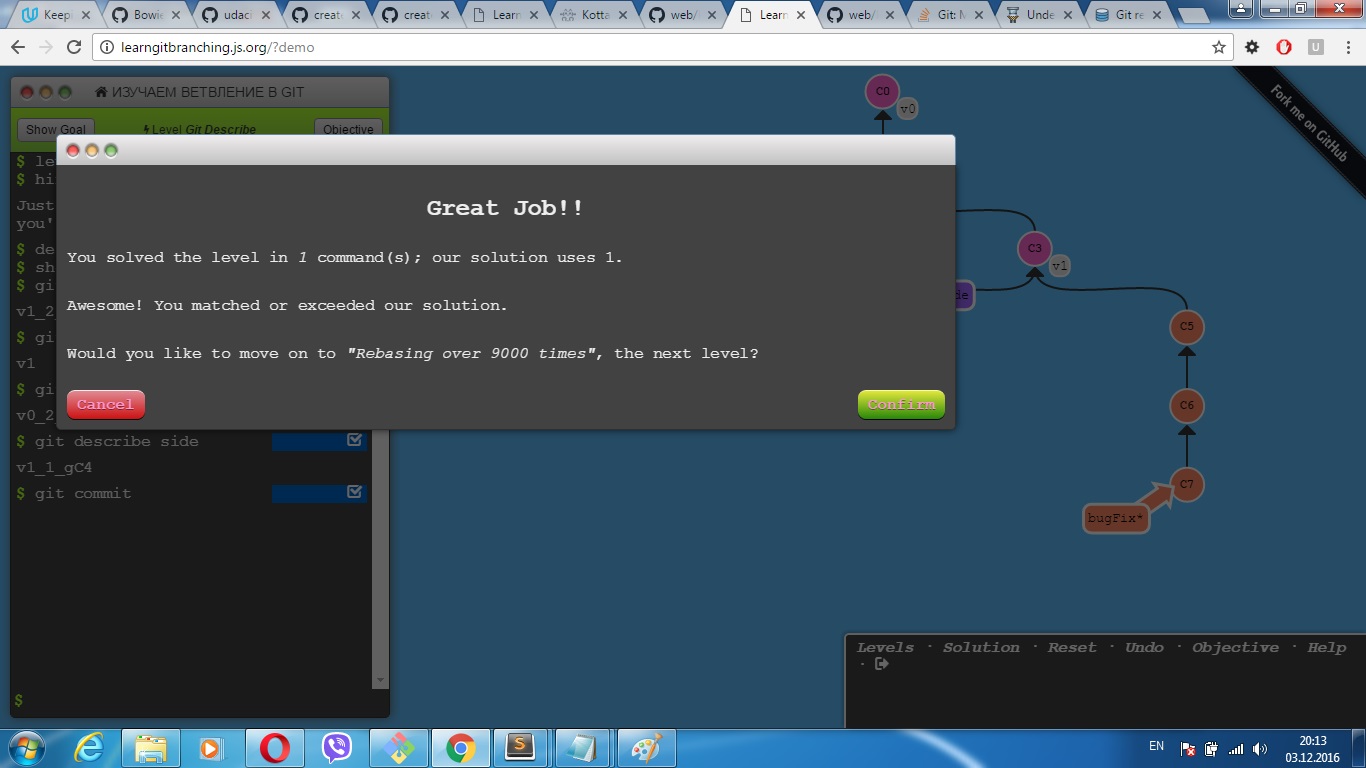 Keepi
Bowie
udaci
create
create
Learn
Kotta
web/
Learn
web/
Git: M
Unde
Git re
learngitbranching.js.org/?demo
ИЗУЧАЕМ ВЕТВЛЕНИЕ В GIT
Show Goal
Level Git Describe
Objective
$ le
$ hi
Just
you'
$ de
$ sh
$ gi
v1_2_
$ gi
v1
$ gi
v0_2_
$ git describe side
v1_1_gC4
$ git commit
$
Great Job!!
You solved the level in 1 command(s); our solution uses 1.
Awesome! You matched or exceeded our solution.
Would you like to move on to "Rebasing over 9000 times", the next level?
Cancel
Confirm
C0
v0
C3
v1
de
C5
C6
C7
bugFix*
Fork me on GitHub
Levels · Solution · Reset · Undo · Objective · Help
·
EN
20:13
03.12.2016